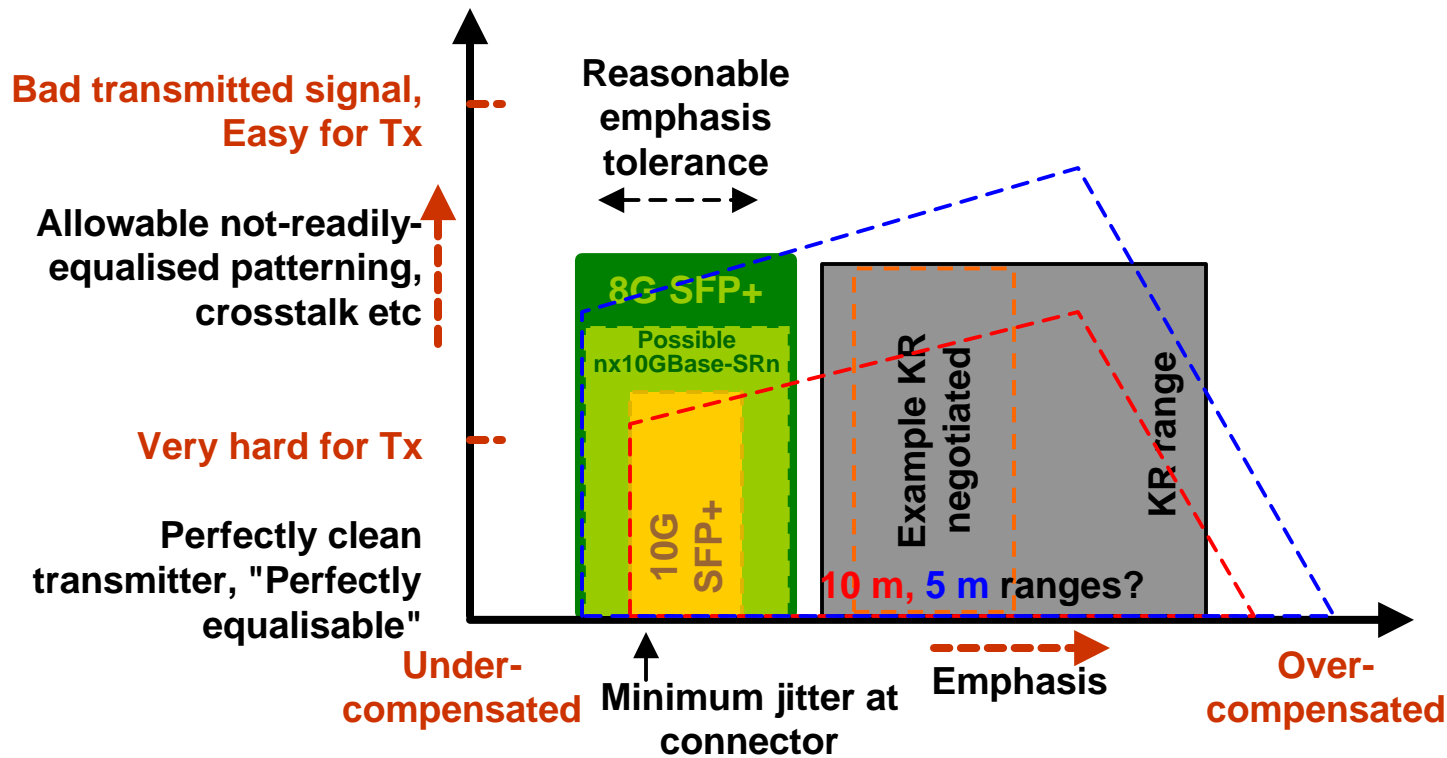 Bad transmitted signal,
Easy for Tx
Reasonable
emphasis
tolerance
Allowable not-readily-
equalised patterning,
crosstalk etc
8G SFP+
Possible
nx10GBase-SRn
10G
SFP+
Example KR
negotiated
KR range
Very hard for Tx
Perfectly clean
transmitter, "Perfectly
equalisable"
10 m, 5 m ranges?
Under-
compensated
Minimum jitter at
connector
Emphasis
Over-
compensated